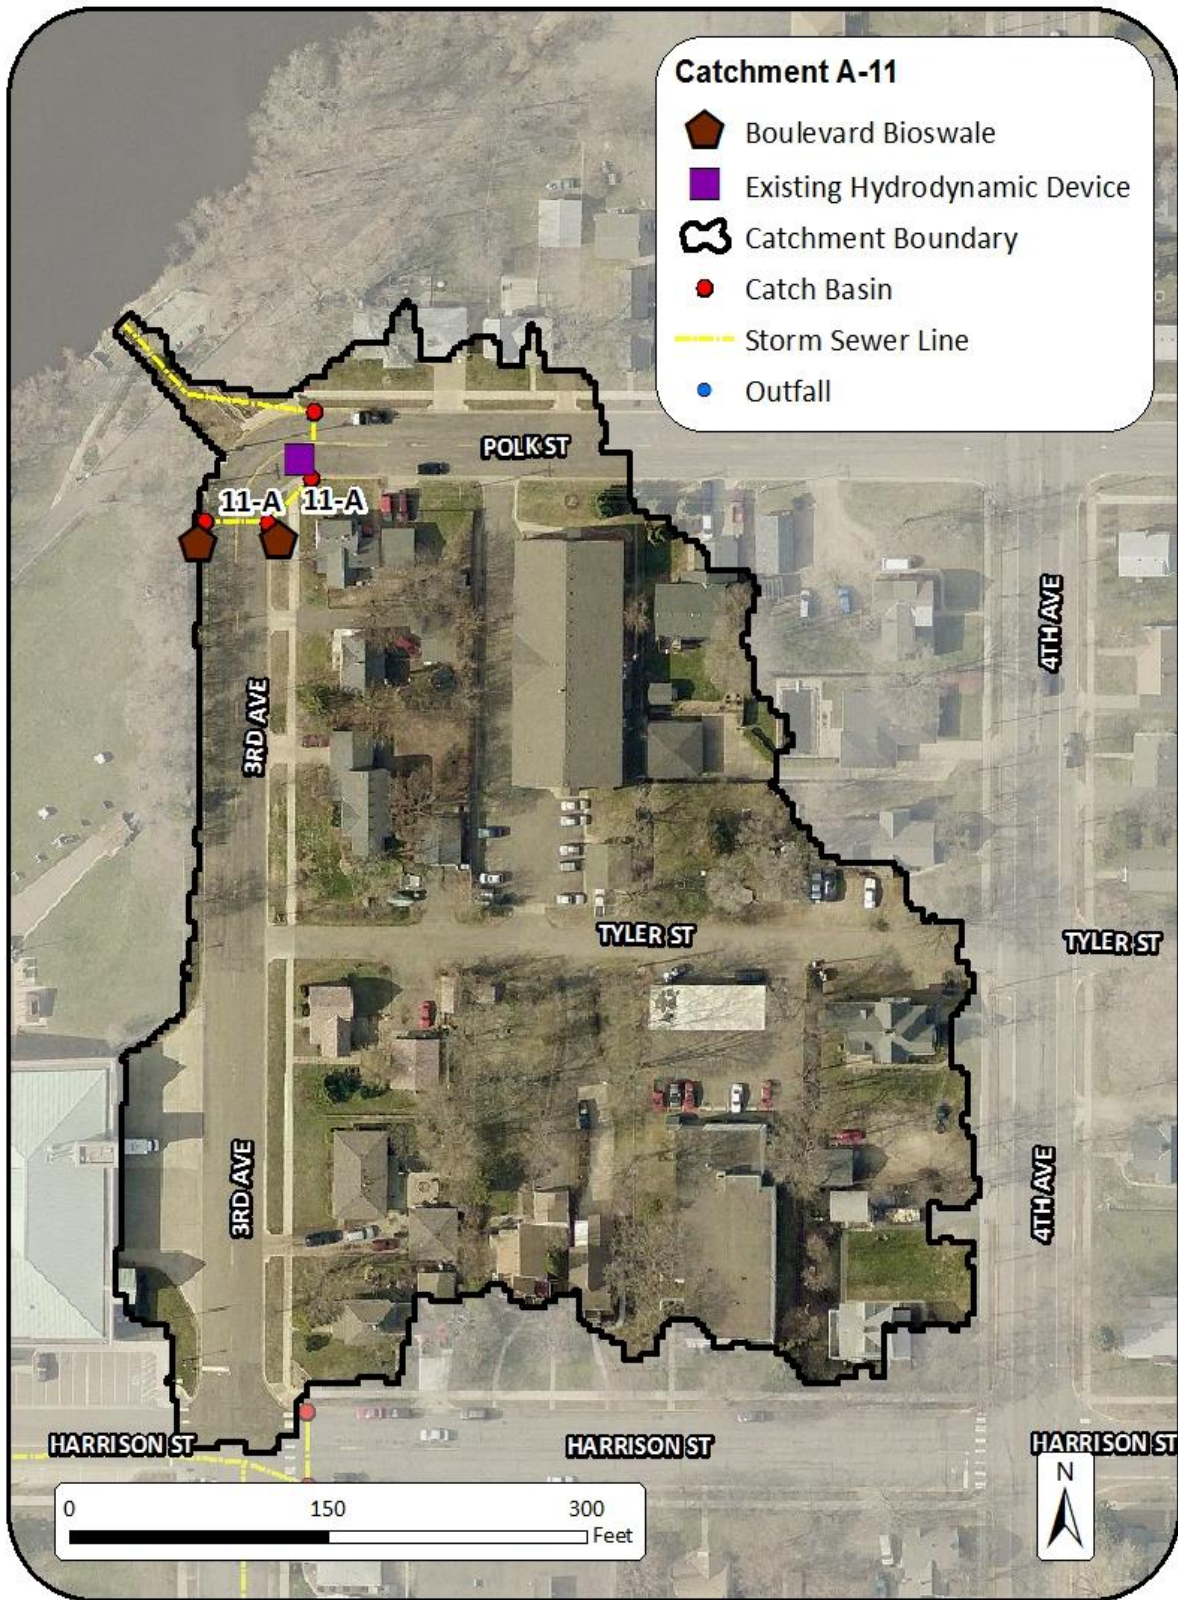 Catchment A-11
Boulevard Bioswale
Existing Hydrodynamic Device
Catchment Boundary
Catch Basin
Storm Sewer Line
Outfall
POLK ST
11-A
11-A
4TH AVE
3RD AVE
TYLER ST
TYLER ST
3RD AVE
4TH AVE
HARRISON ST
HARRISON ST
HARRISON ST
N
0 150 300
Feet